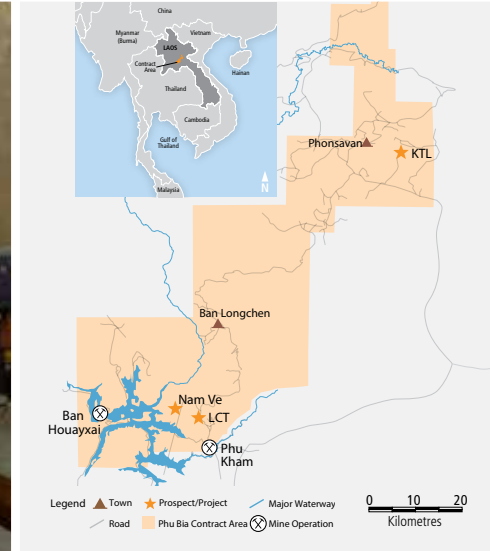 China
Myanmar
(Burma)
Vietnam
LAOS
Contract
Area
Hainan
Thailand
Cambodia
Gulf of
Thailand
Malaysia
N
Phonsavan
KTL
Ban Longchen
Nam Ve
LCT
Ban
Houayxai
Phu
Kham
Legend Town Prospect/Project Major Waterway
Road Phu Bia Contract Area Mine Operation
0 10 20
Kilometres